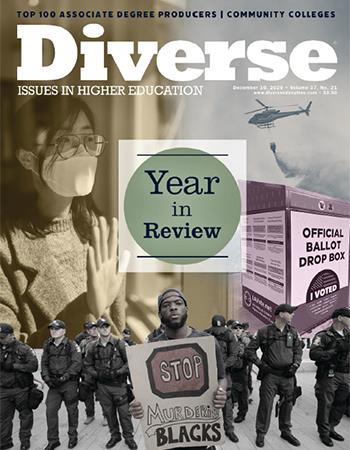 TOP 100 ASSOCIATE DEGREE PRODUCERS | COMMUNITY COLLEGES
Diverse
ISSUES IN HIGHER EDUCATION
December 10, 2020 • Volume 37, No. 21
www.diverseeducation.com • $3.50
Year
in
Review
OFFICIAL
BALLOT
DROP BOX
I VOTED
STOP
MURDERING
BLACKS